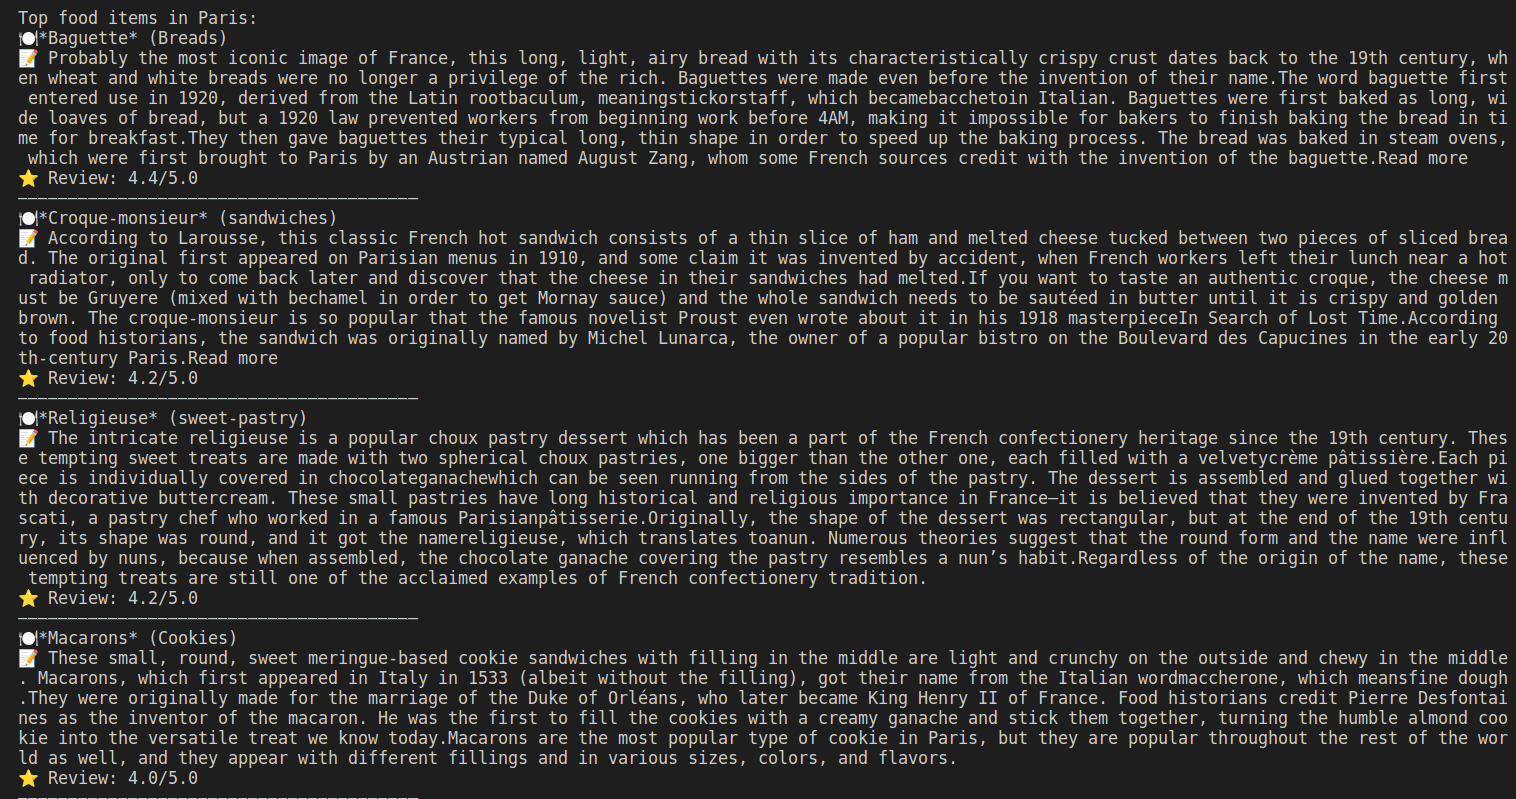 Top food items in Paris:
🍽*Baguette* (Breads)
📝 Probably the most iconic image of France, this long, light, airy bread with its characteristically crispy crust dates back to the 19th century, wh
en wheat and white breads were no longer a privilege of the rich. Baguettes were made even before the invention of their name.The word baguette first
 entered use in 1920, derived from the Latin rootbaculum, meaningstickorstaff, which becamebacchetoin Italian. Baguettes were first baked as long, wi
de loaves of bread, but a 1920 law prevented workers from beginning work before 4AM, making it impossible for bakers to finish baking the bread in ti
me for breakfast.They then gave baguettes their typical long, thin shape in order to speed up the baking process. The bread was baked in steam ovens,
 which were first brought to Paris by an Austrian named August Zang, whom some French sources credit with the invention of the baguette.Read more
⭐ Review: 4.4/5.0
————————————————————————————————————————
🍽*Croque-monsieur* (sandwiches)
📝 According to Larousse, this classic French hot sandwich consists of a thin slice of ham and melted cheese tucked between two pieces of sliced brea
d. The original first appeared on Parisian menus in 1910, and some claim it was invented by accident, when French workers left their lunch near a hot
 radiator, only to come back later and discover that the cheese in their sandwiches had melted.If you want to taste an authentic croque, the cheese m
ust be Gruyere (mixed with bechamel in order to get Mornay sauce) and the whole sandwich needs to be sautéed in butter until it is crispy and golden
brown. The croque-monsieur is so popular that the famous novelist Proust even wrote about it in his 1918 masterpieceIn Search of Lost Time.According
to food historians, the sandwich was originally named by Michel Lunarca, the owner of a popular bistro on the Boulevard des Capucines in the early 20
th-century Paris.Read more
⭐ Review: 4.2/5.0
————————————————————————————————————————
🍽*Religieuse* (sweet-pastry)
📝 The intricate religieuse is a popular choux pastry dessert which has been a part of the French confectionery heritage since the 19th century. Thes
e tempting sweet treats are made with two spherical choux pastries, one bigger than the other one, each filled with a velvetycrème pâtissière.Each pi
ece is individually covered in chocolateganachewhich can be seen running from the sides of the pastry. The dessert is assembled and glued together wi
th decorative buttercream. These small pastries have long historical and religious importance in France—it is believed that they were invented by Fra
scati, a pastry chef who worked in a famous Parisianpâtisserie.Originally, the shape of the dessert was rectangular, but at the end of the 19th centu
ry, its shape was round, and it got the namereligieuse, which translates toanun. Numerous theories suggest that the round form and the name were infl
uenced by nuns, because when assembled, the chocolate ganache covering the pastry resembles a nun’s habit.Regardless of the origin of the name, these
 tempting treats are still one of the acclaimed examples of French confectionery tradition.
⭐ Review: 4.2/5.0
————————————————————————————————————————
🍽*Macarons* (Cookies)
📝 These small, round, sweet meringue-based cookie sandwiches with filling in the middle are light and crunchy on the outside and chewy in the middle
. Macarons, which first appeared in Italy in 1533 (albeit without the filling), got their name from the Italian wordmaccherone, which meansfine dough
.They were originally made for the marriage of the Duke of Orléans, who later became King Henry II of France. Food historians credit Pierre Desfontai
nes as the inventor of the macaron. He was the first to fill the cookies with a creamy ganache and stick them together, turning the humble almond coo
kie into the versatile treat we know today.Macarons are the most popular type of cookie in Paris, but they are popular throughout the rest of the wor
ld as well, and they appear with different fillings and in various sizes, colors, and flavors.
⭐ Review: 4.0/5.0
————————————————————————————————————————